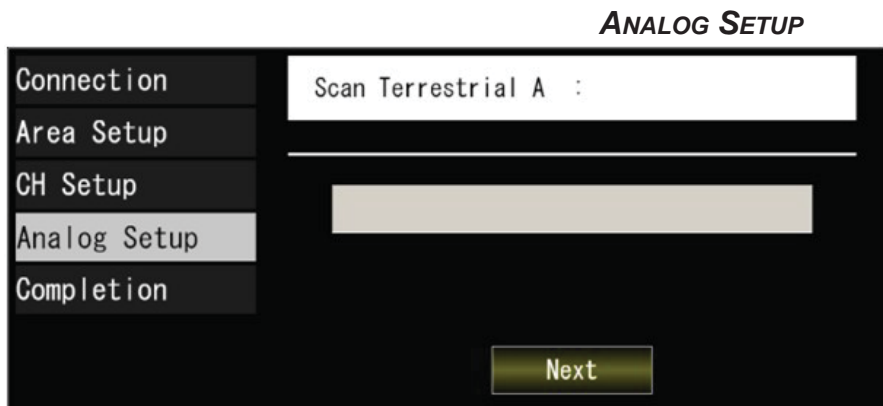 ANALOG SETUP
Connection
Area Setup
CH Setup
Analog Setup
Completion
Scan Terrestrial A :
Next